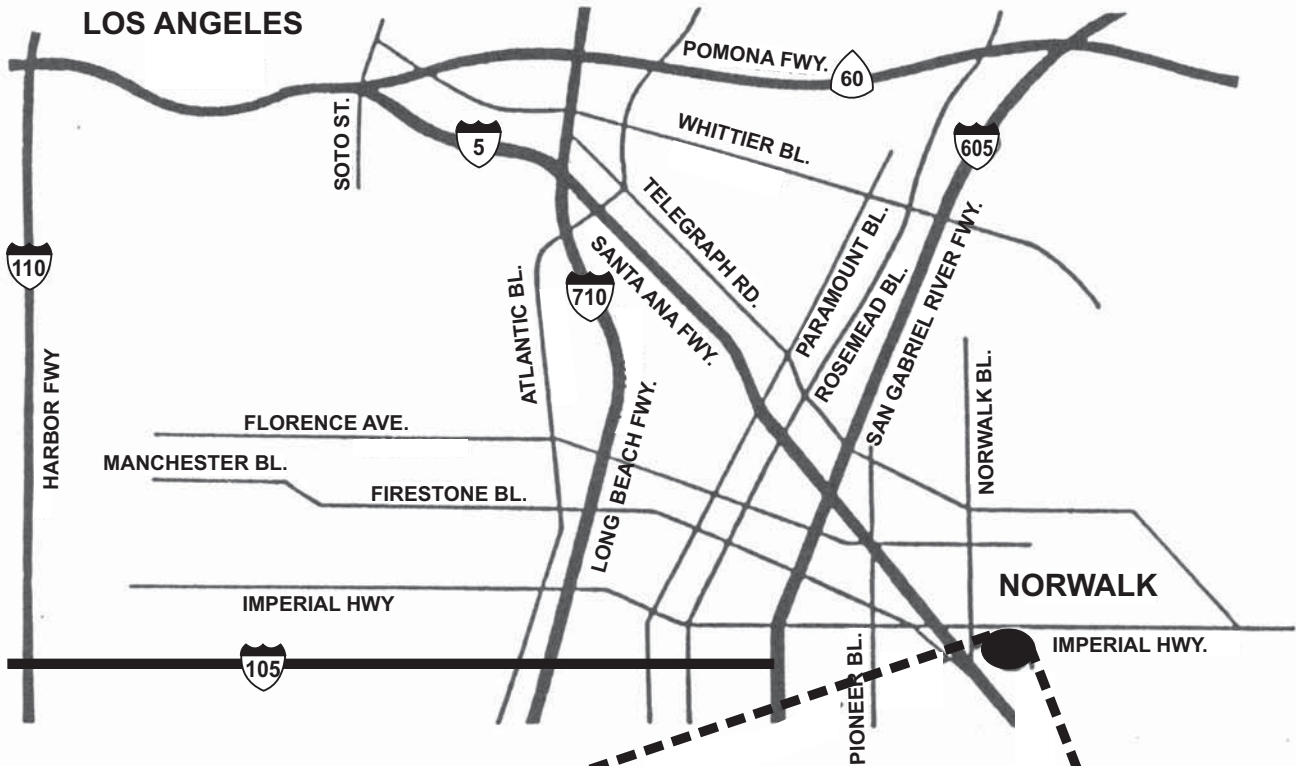 LOS ANGELES
POMONA FWY.
60
SOTO ST.
5
WHITTIER BL.
605
TELEGRAPH RD.
110
SANTA ANA FWY.
710
ATLANTIC BL.
PARAMOUNT BL.
ROSEMEAD BL.
SAN GABRIEL RIVER FWY.
HARBOR FWY
NORWALK BL.
FLORENCE AVE.
MANCHESTER BL.
FIRESTONE BL.
LONG BEACH FWY.
NORWALK
IMPERIAL HWY
IMPERIAL HWY.
105
PIONEER BL.